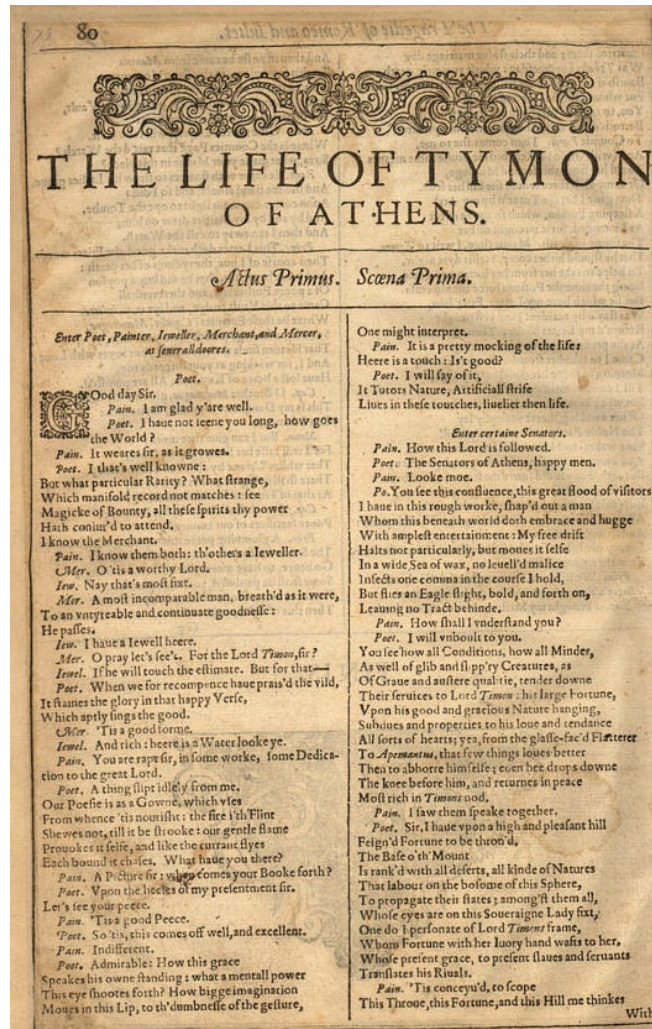 80
THE LIFE OF TYMON
OF ATHENS.
Actus Primus. Scœna Prima.
Enter Poet, Painter, Ieweller, Merchant, and Mercer,
at seuerall doores.
Poet.
GOod day Sir.
Pain. I am glad y'are well.
Poet. I haue not seene you long, how goes
the World?
Pain. It weares sir, as it growes.
Poet. I that's well knowne:
But what particular Rarity? What strange,
Which manifold record not matches: see
Magicke of Bounty, all these spirits thy power
Hath coniur'd to attend.
I know the Merchant.
Pain. I know them both: th'others a Ieweller.
Mer. O 'tis a worthy Lord.
Iew. Nay that's most fixt.
Mer. A most incomparable man, breath'd as it were,
To an vntyreable and continuate goodnesse:
He passes.
Iew. I haue a Iewell heere.
Mer. O pray let's see't. For the Lord Timon, sir?
Iewel. If he will touch the estimate. But for that—
Poet. When we for recompence haue prais'd the vild,
It staines the glory in that happy Verse,
Which aptly sings the good.
Mer. 'Tis a good forme.
Iewel. And rich: heere is a Water looke ye.
Pain. You are rapt sir, in some worke, some Dedica-
tion to the great Lord.
Poet. A thing slipt idlely from me.
Our Poesie is as a Gowne, which vses
From whence 'tis nourisht: the fire i'th'Flint
Shewes not, till it be strooke: our gentle flame
Prouokes it selfe, and like the currant flyes
Each bound it chases. What haue you there?
Pain. A Picture sir: when comes your Booke forth?
Poet. Vpon the heeles of my presentment sir.
Let's see your peece.
Pain. 'Tis a good Peece.
Poet. So 'tis, this comes off well, and excellent.
Pain. Indifferent.
Poet. Admirable: How this grace
Speakes his owne standing: what a mentall power
This eye shootes forth? How bigge imagination
Moues in this Lip, to th'dumbnesse of the gesture,
One might interpret.
Pain. It is a pretty mocking of the life:
Heere is a touch: Is't good?
Poet. I will say of it,
It Tutors Nature, Artificiall strife
Liues in these toutches, liuelier then life.
Enter certaine Senators.
Pain. How this Lord is followed.
Poet. The Senators of Athens, happy men.
Pain. Looke moe.
Po. You see this confluence, this great flood of visitors
I haue in this rough worke, shap'd out a man
Whom this beneath world doth embrace and hugge
With amplest entertainment: My free drift
Halts not particularly, but moues it selfe
In a wide Sea of wax, no leuell'd malice
Infects one comma in the course I hold,
But flies an Eagle flight, bold, and forth on,
Leauing no Tract behinde.
Pain. How shall I vnderstand you?
Poet. I will vnboult to you.
You see how all Conditions, how all Minder,
As well of glib and slipp'ry Creatures, as
Of Graue and austere qualitie, tender downe
Their seruices to Lord Timon: his large Fortune,
Vpon his good and gracious Nature hanging,
Subdues and properties to his loue and tendance
All sorts of hearts; yea, from the glasse-fac'd Flatterer
To Apemantus, that few things loues better
Then to abhorre himselfe; euen hee drops downe
The knee before him, and returnes in peace
Most rich in Timons nod.
Pain. I saw them speake together.
Poet. Sir, I haue vpon a high and pleasant hill
Feign'd Fortune to be thron'd.
The Base o'th'Mount
Is rank'd with all deserts, all kinde of Natures
That labour on the bosome of this Sphere,
To propagate their states; among'st them all,
Whose eyes are on this Soueraigne Lady fixt,
One do I personate of Lord Timons frame,
Whom Fortune with her Iuory hand wafts to her,
Whose present grace, to present slaues and seruants
Translates his Riuals.
Pain. 'Tis conceyu'd, to scope
This Throne, this Fortune, and this Hill me thinkes
With